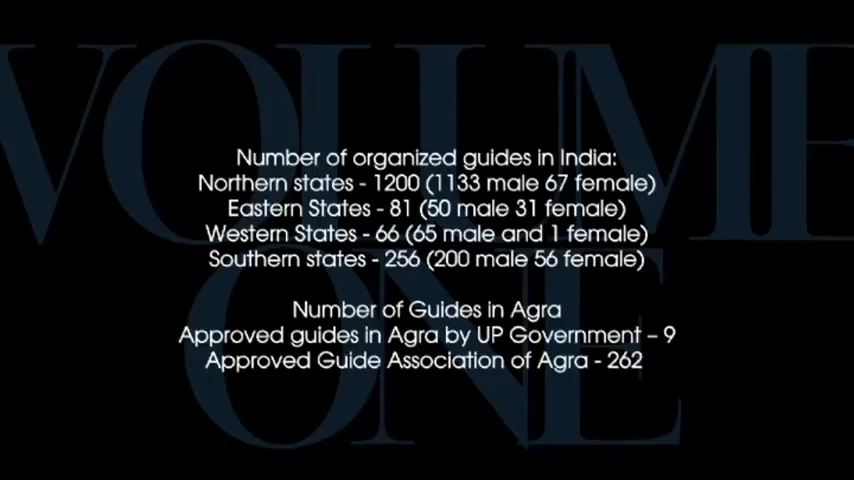 VOLUME
ONE
Number of organized guides in India:
Northern states - 1200 (1133 male 67 female)
Eastern States - 81 (50 male 31 female)
Western States - 66 (65 male and 1 female)
Southern states - 256 (200 male 56 female)
Number of Guides in Agra
Approved guides in Agra by UP Government – 9
Approved Guide Association of Agra - 262